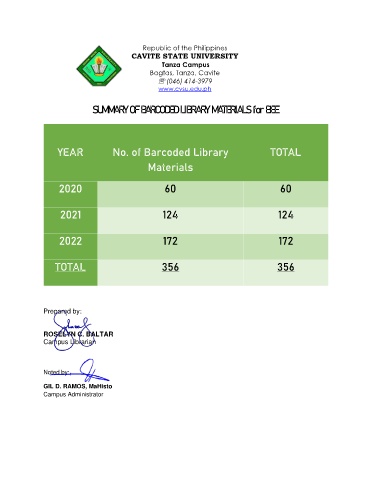 Republic of the Philippines
CAVITE STATE UNIVERSITY
Tanza Campus
Bagtas, Tanza, Cavite
☏ (046) 414-3979
www.cvsu.edu.ph
SUMMARY OF BARCODED LIBRARY MATERIALS for BEE
YEAR No. of Barcoded Library Materials TOTAL
2020 60 60
2021 124 124
2022 172 172
TOTAL 356 356
Prepared by:
ROSELYN C. BALTAR
Campus Librarian
Noted by:
GIL D. RAMOS, MaHisto
Campus Administrator